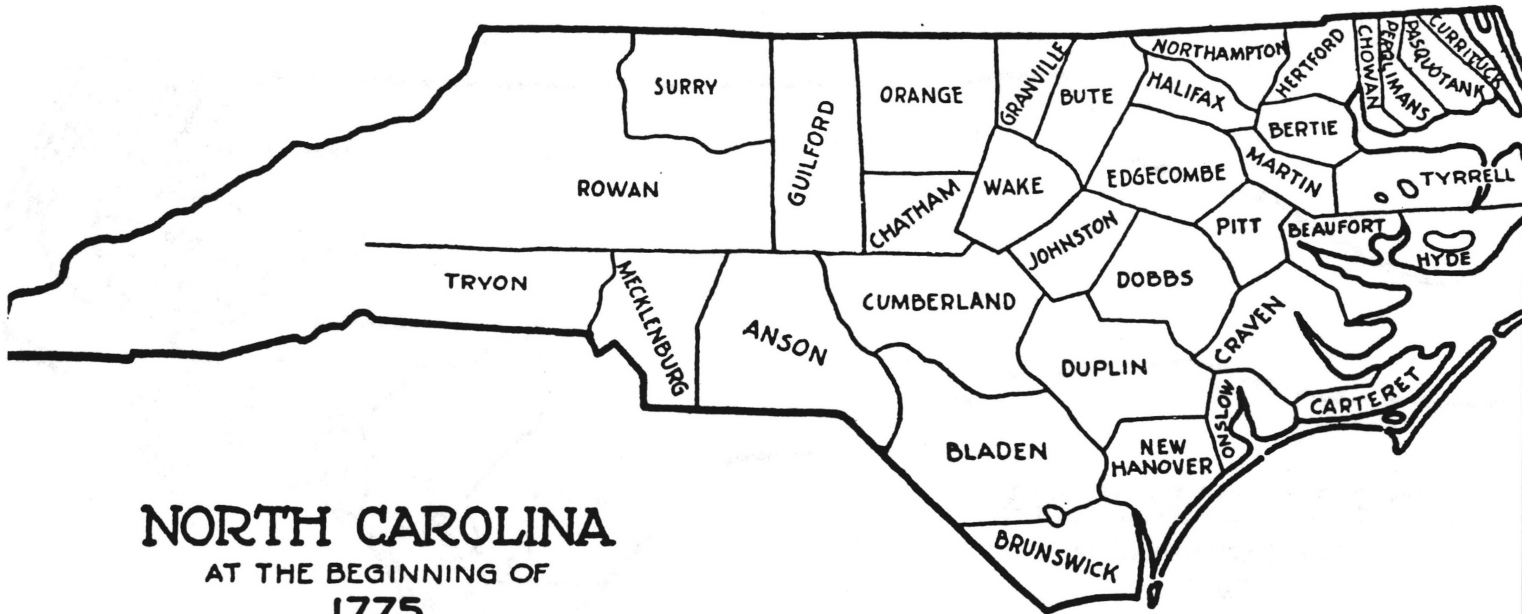 NORTHAMPTON
HERTFORD
CHOWAN
PERQUIMANS
PASQUOTANK
CURRITUCK
SURRY
GUILFORD
ORANGE
GRANVILLE
BUTE
HALIFAX
BERTIE
ROWAN
CHATHAM
WAKE
EDGECOMBE
MARTIN
TYRRELL
JOHNSTON
PITT
BEAUFORT
HYDE
TRYON
MECKLENBURG
ANSON
CUMBERLAND
DOBBS
CRAVEN
DUPLIN
ONSLOW
CARTERET
BLADEN
NEW
HANOVER
BRUNSWICK
NORTH CAROLINA
AT THE BEGINNING OF
1775